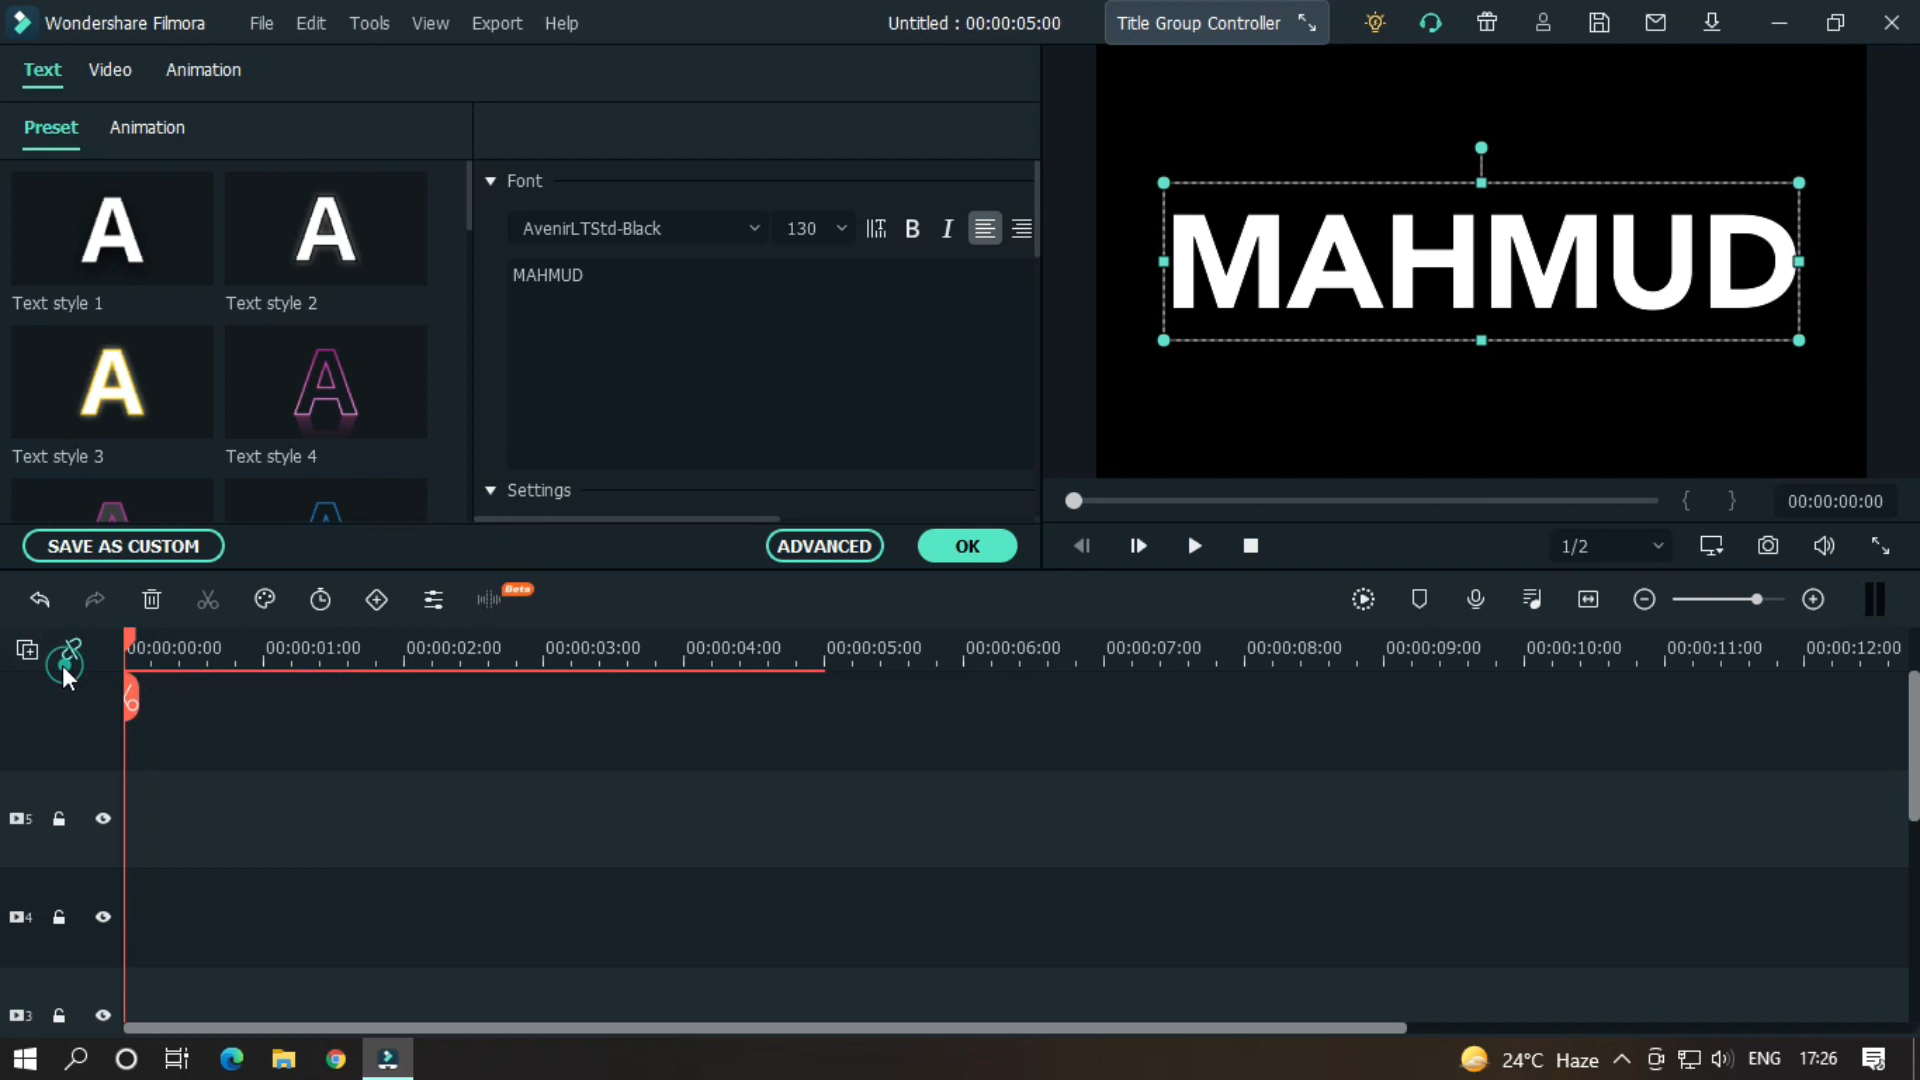 Wondershare Filmora File Edit Tools View Export Help Untitled : 00:00:05:00 Title Group Controller
Text Video Animation
Preset Animation
A A
Text style 1 Text style 2
A A
Text style 3 Text style 4
Font
AvenirLTStd-Black 130 B I
MAHMUD
Settings
MAHMUD
{ } 00:00:00:00
SAVE AS CUSTOM ADVANCED OK
1/2
Beta
00:00:00:00 00:00:01:00 00:00:02:00 00:00:03:00 00:00:04:00 00:00:05:00 00:00:06:00 00:00:07:00 00:00:08:00 00:00:09:00 00:00:10:00 00:00:11:00 00:00:12:00
5
4
3
24°C Haze ENG 17:26